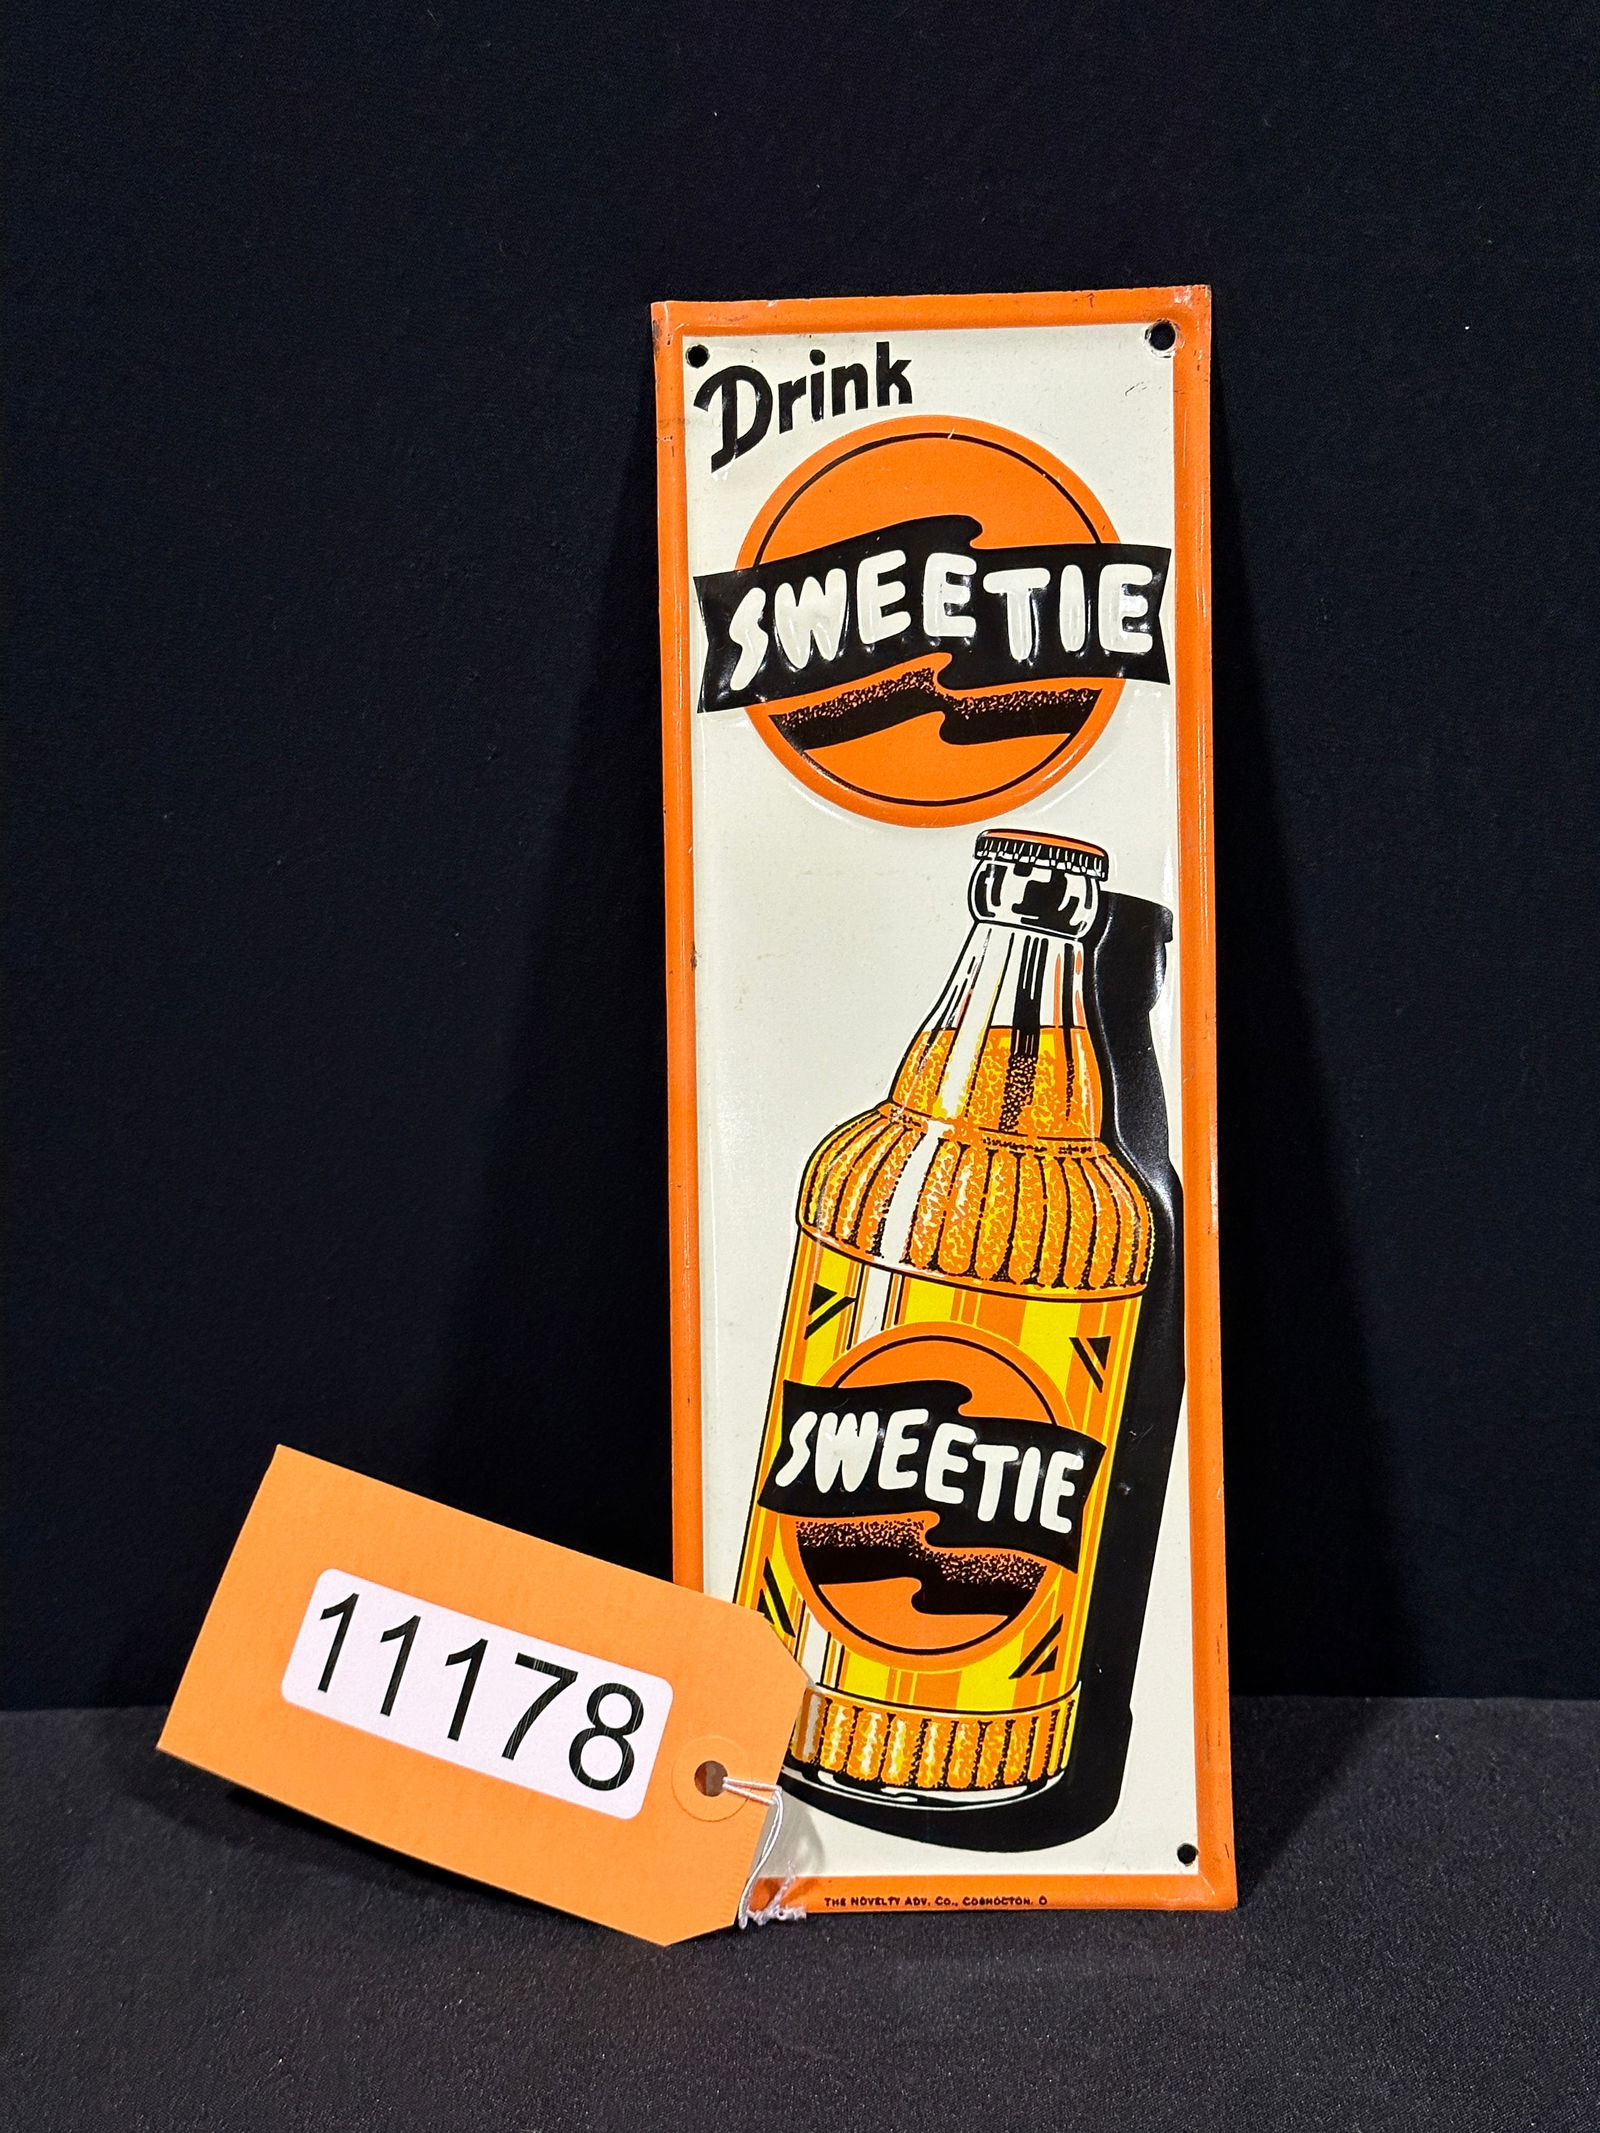 Drink
SWEETIE
SWEETIE
11178
THE NOVELTY ADV. CO., COSHOCTON, O